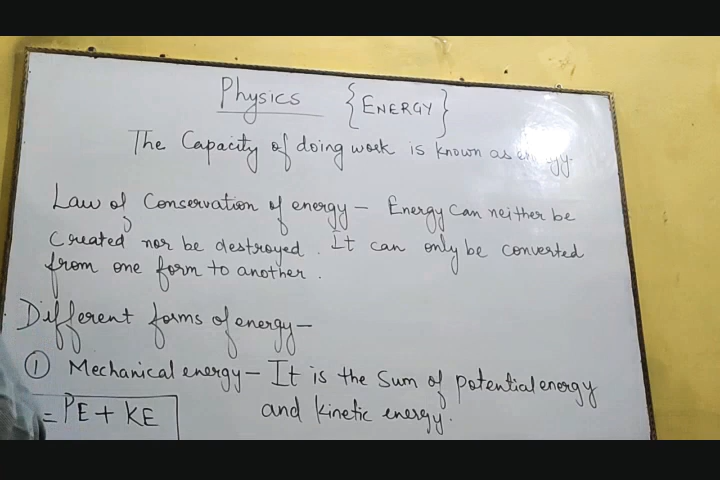 Physics {ENERGY}
The Capacity of doing work is known as energy.
Law of Conservation of energy – Energy Can neither be
Created nor be destroyed. It can only be converted
from one form to another.
Different forms of energy –
① Mechanical energy – It is the Sum of potential energy
and kinetic energy.
= PE + KE